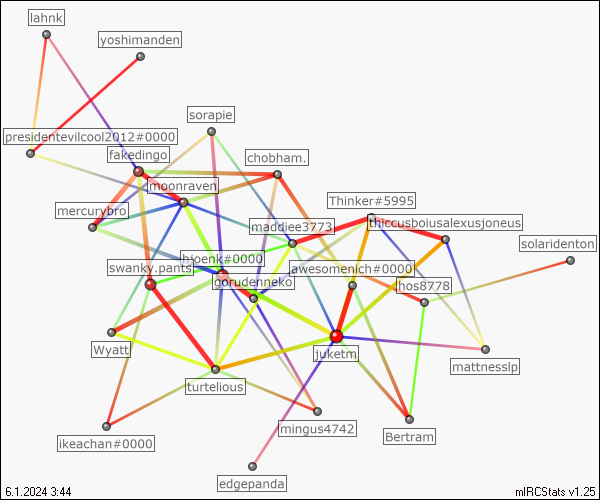 lahnk
yoshimanden
sorapie
presidentevilcool2012#0000
fakedingo
chobham.
moonraven
Thinker#5995
mercurybro
thiccusboiusalexusjoneus
maddiee3773
solaridenton
hjoenk#0000
swanky.pants
awesomenich#0000
gorudenneko
hos8778
Wyatt
juketm
mattnesslp
turtelious
mingus4742
Bertram
ikeachan#0000
edgepanda
6.1.2024 3:44
mIRCStats v1.25